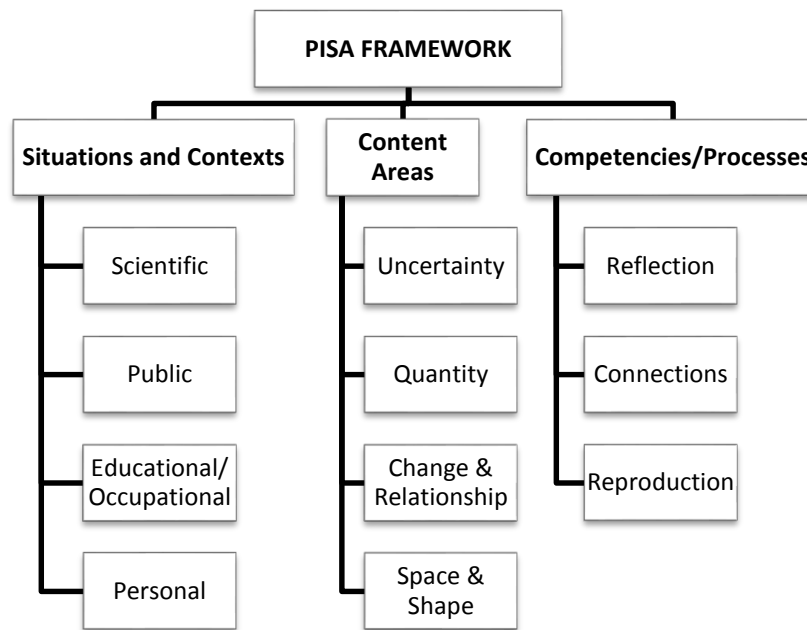 PISA FRAMEWORK
Situations and Contexts
Scientific
Public
Educational/
Occupational
Personal
Content
Areas
Uncertainty
Quantity
Change &
Relationship
Space &
Shape
Competencies/Processes
Reflection
Connections
Reproduction